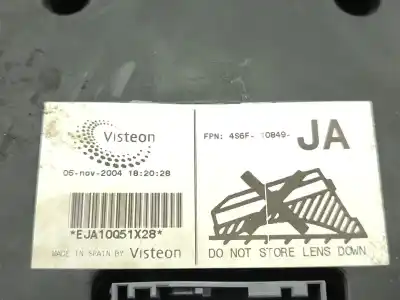 Visteon
06-nov-2004 18:20:28
*EJA10051X28*
MADE IN SPAIN BY Visteon
FPN: 4S6F- 10849- JA
DO NOT STORE LENS DOWN